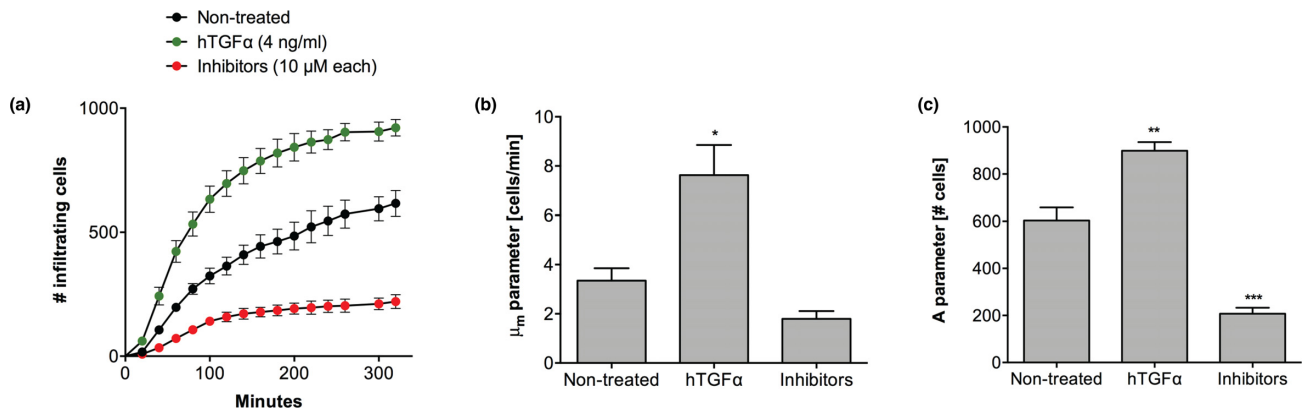 Non-treated
hTGFα (4 ng/ml)
Inhibitors (10 µM each)
(a)
1000
500
0
# infiltrating cells
0 100 200 300
Minutes
(b)
10
8
6
4
2
0
µm parameter [cells/min]
*
Non-treated hTGFα Inhibitors
(c)
1000
800
600
400
200
0
A parameter [# cells]
**
***
Non-treated hTGFα Inhibitors